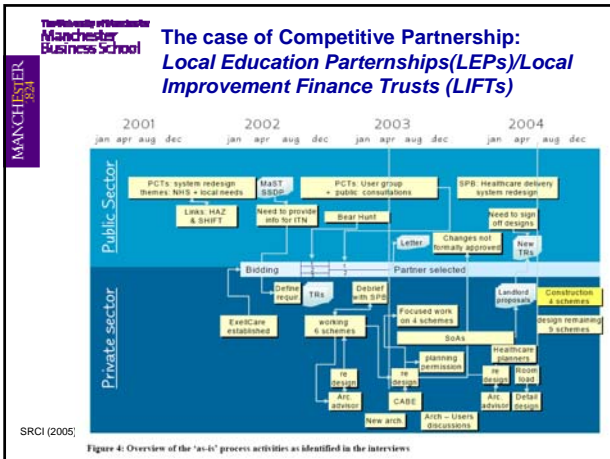 The University of Manchester
Manchester
Business School
MANCHESTER
.824
The case of Competitive Partnership:
Local Education Parternships(LEPs)/Local
Improvement Finance Trusts (LIFTs)
2001
2002
2003
2004
jan apr aug dec
jan apr aug dec
jan apr aug dec
jan apr aug dec
Public Sector
PCTs: system redesign
themes: NHS + local needs
MaST
SSDP
PCTs: User group
+ public consultations
SPB: Healthcare delivery
system redesign
Links: HAZ
& SHIFT
Need to provide
info for ITN
Bear Hunt
Need to sign
off designs
Letter
Changes not
formally approved
New
TRs
Bidding
Partner selected
Private sector
Define
requir.
TRs
Debrief
with SPB
Landlord
proposals
Construction
4 schemes
ExellCare
established
working
6 schemes
Focused work
on 4 schemes
design remaining
9 schemes
SoAs
planning
permission
Healthcare
planners
re
design
re
design
re
design
Room
load
Arc.
advisor
CABE
Arc.
advisor
Detail
design
New arch.
Arch – Users
discussions
SRCI (2005)
Figure 4: Overview of the 'as-is' process activities as identified in the interviews